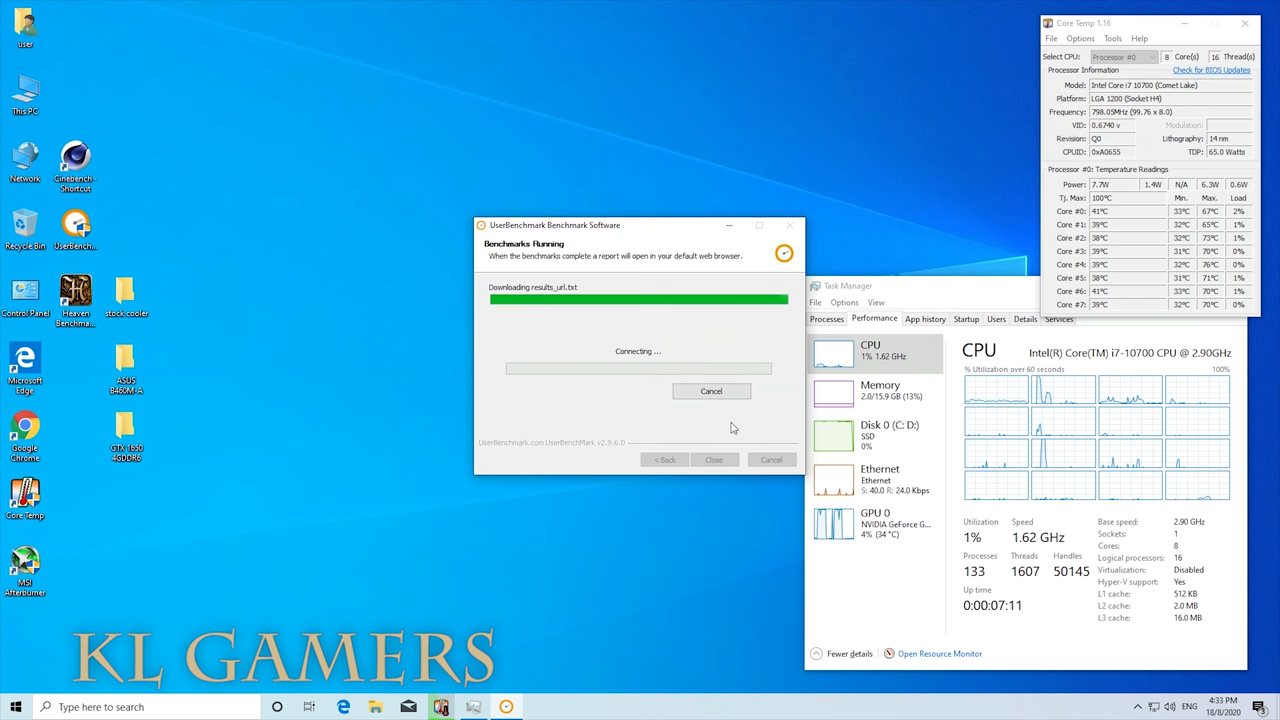 user
This PC
Network
Cinebench -
Shortcut
Recycle Bin
UserBenc...
Control Panel
Heaven
Benchma...
stock cooler
Microsoft
Edge
ASUS
B460M-A
Google
Chrome
GTX 1650
4GDDR6
Core Temp
MSI
Afterburner
KL GAMERS
UserBenchmark Benchmark Software
Benchmarks Running
When the benchmarks complete a report will open in your default web browser.
Downloading results_url.txt
Connecting ...
Cancel
UserBenchmark.com UserBenchMark v2.9.6.0
< Back
Close
Cancel
Core Temp 1.16
File Options Tools Help
Select CPU: Processor #0 8 Core(s) 16 Thread(s)
Processor Information Check for BIOS Updates
Model: Intel Core i7 10700 (Comet Lake)
Platform: LGA 1200 (Socket H4)
Frequency: 798.05MHz (99.76 x 8.0)
VID: 0.6740 v Modulation:
Revision: Q0 Lithography: 14 nm
CPUID: 0xA0655 TDP: 65.0 Watts
Processor #0: Temperature Readings
Power: 7.7W 1.4W N/A 6.3W 0.6W
Tj. Max: 100°C Min. Max. Load
Core #0: 41°C 33°C 67°C 2%
Core #1: 39°C 32°C 65°C 1%
Core #2: 38°C 32°C 73°C 1%
Core #3: 39°C 31°C 70°C 0%
Core #4: 39°C 32°C 76°C 0%
Core #5: 38°C 31°C 71°C 1%
Core #6: 41°C 33°C 70°C 1%
Core #7: 39°C 32°C 70°C 0%
Task Manager
File Options View
Processes Performance App history Startup Users Details Services
CPU
1% 1.62 GHz
Memory
2.0/15.9 GB (13%)
Disk 0 (C: D:)
SSD
0%
Ethernet
Ethernet
S: 40.0 R: 24.0 Kbps
GPU 0
NVIDIA GeForce G...
4% (34 °C)
CPU Intel(R) Core(TM) i7-10700 CPU @ 2.90GHz
% Utilization over 60 seconds 100%
Utilization Speed
1% 1.62 GHz
Processes Threads Handles
133 1607 50145
Up time
0:00:07:11
Base speed: 2.90 GHz
Sockets: 1
Cores: 8
Logical processors: 16
Virtualization: Disabled
Hyper-V support: Yes
L1 cache: 512 KB
L2 cache: 2.0 MB
L3 cache: 16.0 MB
Fewer details Open Resource Monitor
Type here to search
ENG
4:33 PM
18/8/2020
3